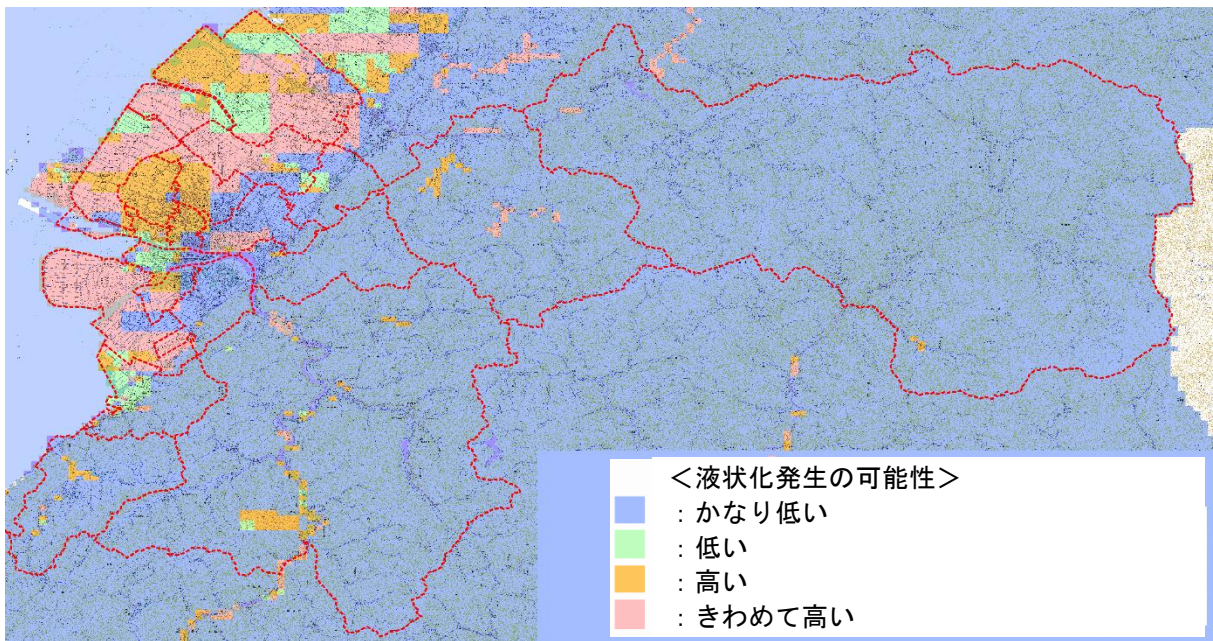 ＜液状化発生の可能性＞
：かなり低い
：低い
：高い
：きわめて高い